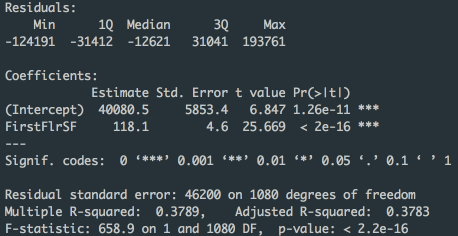 Residuals:
    Min      1Q  Median      3Q     Max
-124191  -31412  -12621   31041  193761

Coefficients:
            Estimate Std. Error t value Pr(>|t|)
(Intercept)  40080.5     5853.4   6.847 1.26e-11 ***
FirstFlrSF     118.1        4.6  25.669  < 2e-16 ***
---
Signif. codes:  0 ‘***’ 0.001 ‘**’ 0.01 ‘*’ 0.05 ‘.’ 0.1 ‘ ’ 1

Residual standard error: 46200 on 1080 degrees of freedom
Multiple R-squared:  0.3789,	Adjusted R-squared:  0.3783
F-statistic: 658.9 on 1 and 1080 DF,  p-value: < 2.2e-16